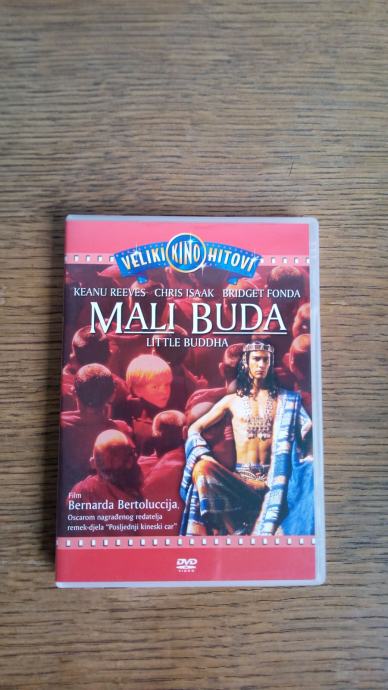 VELIKI KINO HITOVI
KEANU REEVES CHRIS ISAAK BRIDGET FONDA
MALI BUDA
LITTLE BUDDHA
Film
Bernarda Bertoluccija,
Oscarom nagrađenog redatelja
remek-djela "Posljednji kineski car"
DVD
VIDEO